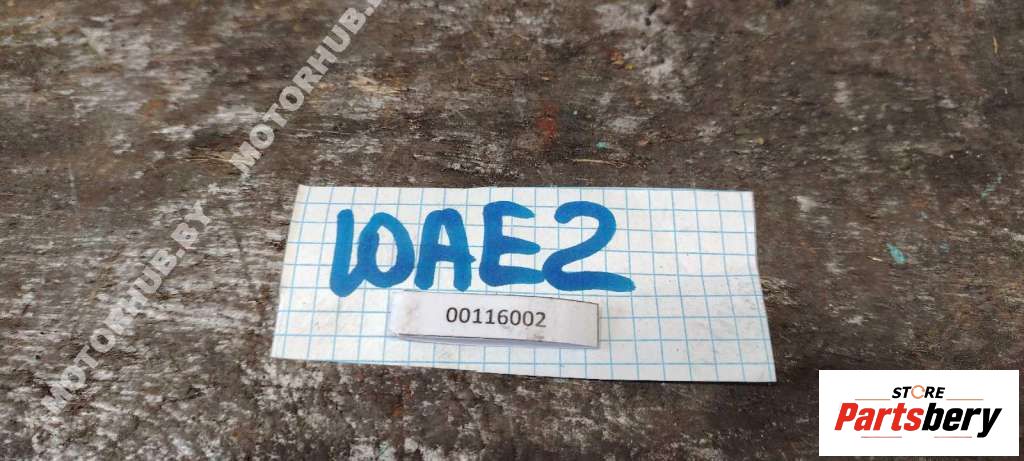 MOTORHUB.BY MOTORHUB.BY
10AE2
00116002
STORE
Partsbery